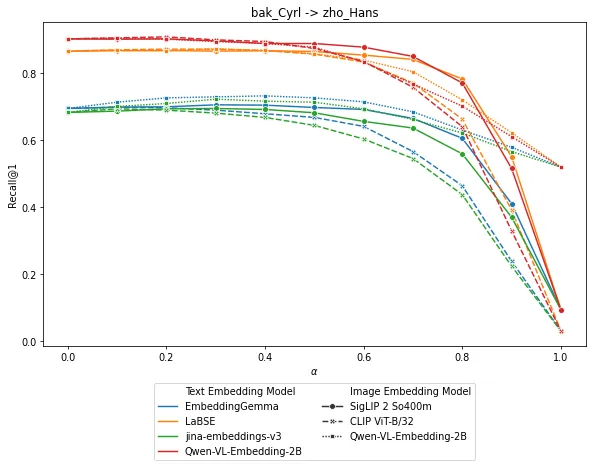 bak_Cyrl -> zho_Hans
Recall@1
0.8
0.6
0.4
0.2
0.0
0.0 0.2 0.4 0.6 0.8 1.0
α
Text Embedding Model Image Embedding Model
EmbeddingGemma SigLIP 2 So400m
LaBSE CLIP ViT-B/32
jina-embeddings-v3 Qwen-VL-Embedding-2B
Qwen-VL-Embedding-2B